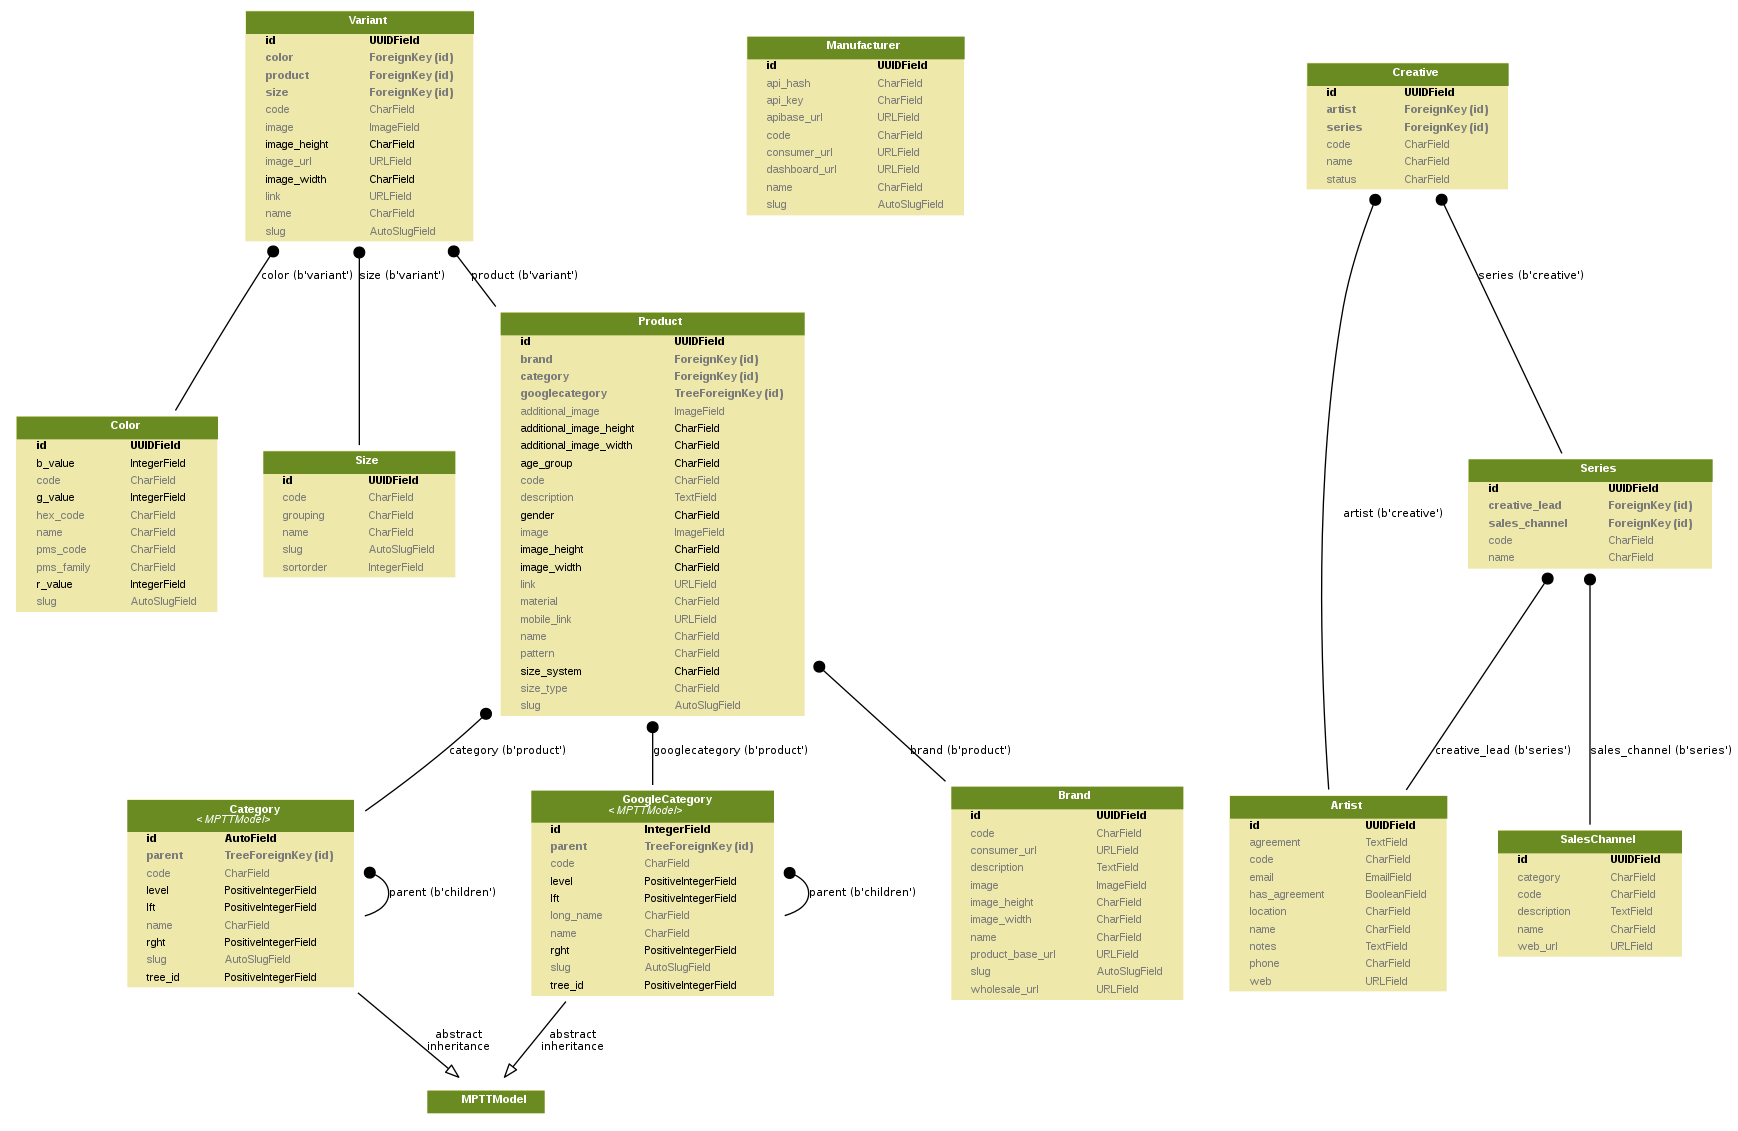 Variant
id UUIDField
color ForeignKey (id)
product ForeignKey (id)
size ForeignKey (id)
code CharField
image ImageField
image_height CharField
image_url URLField
image_width CharField
link URLField
name CharField
slug AutoSlugField
Manufacturer
id UUIDField
api_hash CharField
api_key CharField
apibase_url URLField
code CharField
consumer_url URLField
dashboard_url URLField
name CharField
slug AutoSlugField
Creative
id UUIDField
artist ForeignKey (id)
series ForeignKey (id)
code CharField
name CharField
status CharField
color (b'variant')
size (b'variant')
product (b'variant')
series (b'creative')
Product
id UUIDField
brand ForeignKey (id)
category ForeignKey (id)
googlecategory TreeForeignKey (id)
additional_image ImageField
additional_image_height CharField
additional_image_width CharField
age_group CharField
code CharField
description TextField
gender CharField
image ImageField
image_height CharField
image_width CharField
link URLField
material CharField
mobile_link URLField
name CharField
pattern CharField
size_system CharField
size_type CharField
slug AutoSlugField
Color
id UUIDField
b_value IntegerField
code CharField
g_value IntegerField
hex_code CharField
name CharField
pms_code CharField
pms_family CharField
r_value IntegerField
slug AutoSlugField
Size
id UUIDField
code CharField
grouping CharField
name CharField
slug AutoSlugField
sortorder IntegerField
artist (b'creative')
Series
id UUIDField
creative_lead ForeignKey (id)
sales_channel ForeignKey (id)
code CharField
name CharField
category (b'product')
googlecategory (b'product')
brand (b'product')
creative_lead (b'series')
sales_channel (b'series')
Category
< MPTTModel>
id AutoField
parent TreeForeignKey (id)
code CharField
level PositiveIntegerField
lft PositiveIntegerField
name CharField
rght PositiveIntegerField
slug AutoSlugField
tree_id PositiveIntegerField
parent (b'children')
GoogleCategory
< MPTTModel>
id IntegerField
parent TreeForeignKey (id)
code CharField
level PositiveIntegerField
lft PositiveIntegerField
long_name CharField
name CharField
rght PositiveIntegerField
slug AutoSlugField
tree_id PositiveIntegerField
parent (b'children')
Brand
id UUIDField
code CharField
consumer_url URLField
description TextField
image ImageField
image_height CharField
image_width CharField
name CharField
product_base_url URLField
slug AutoSlugField
wholesale_url URLField
Artist
id UUIDField
agreement TextField
code CharField
email EmailField
has_agreement BooleanField
location CharField
name CharField
notes TextField
phone CharField
web URLField
SalesChannel
id UUIDField
category CharField
code CharField
description TextField
name CharField
web_url URLField
abstract
inheritance
abstract
inheritance
MPTTModel